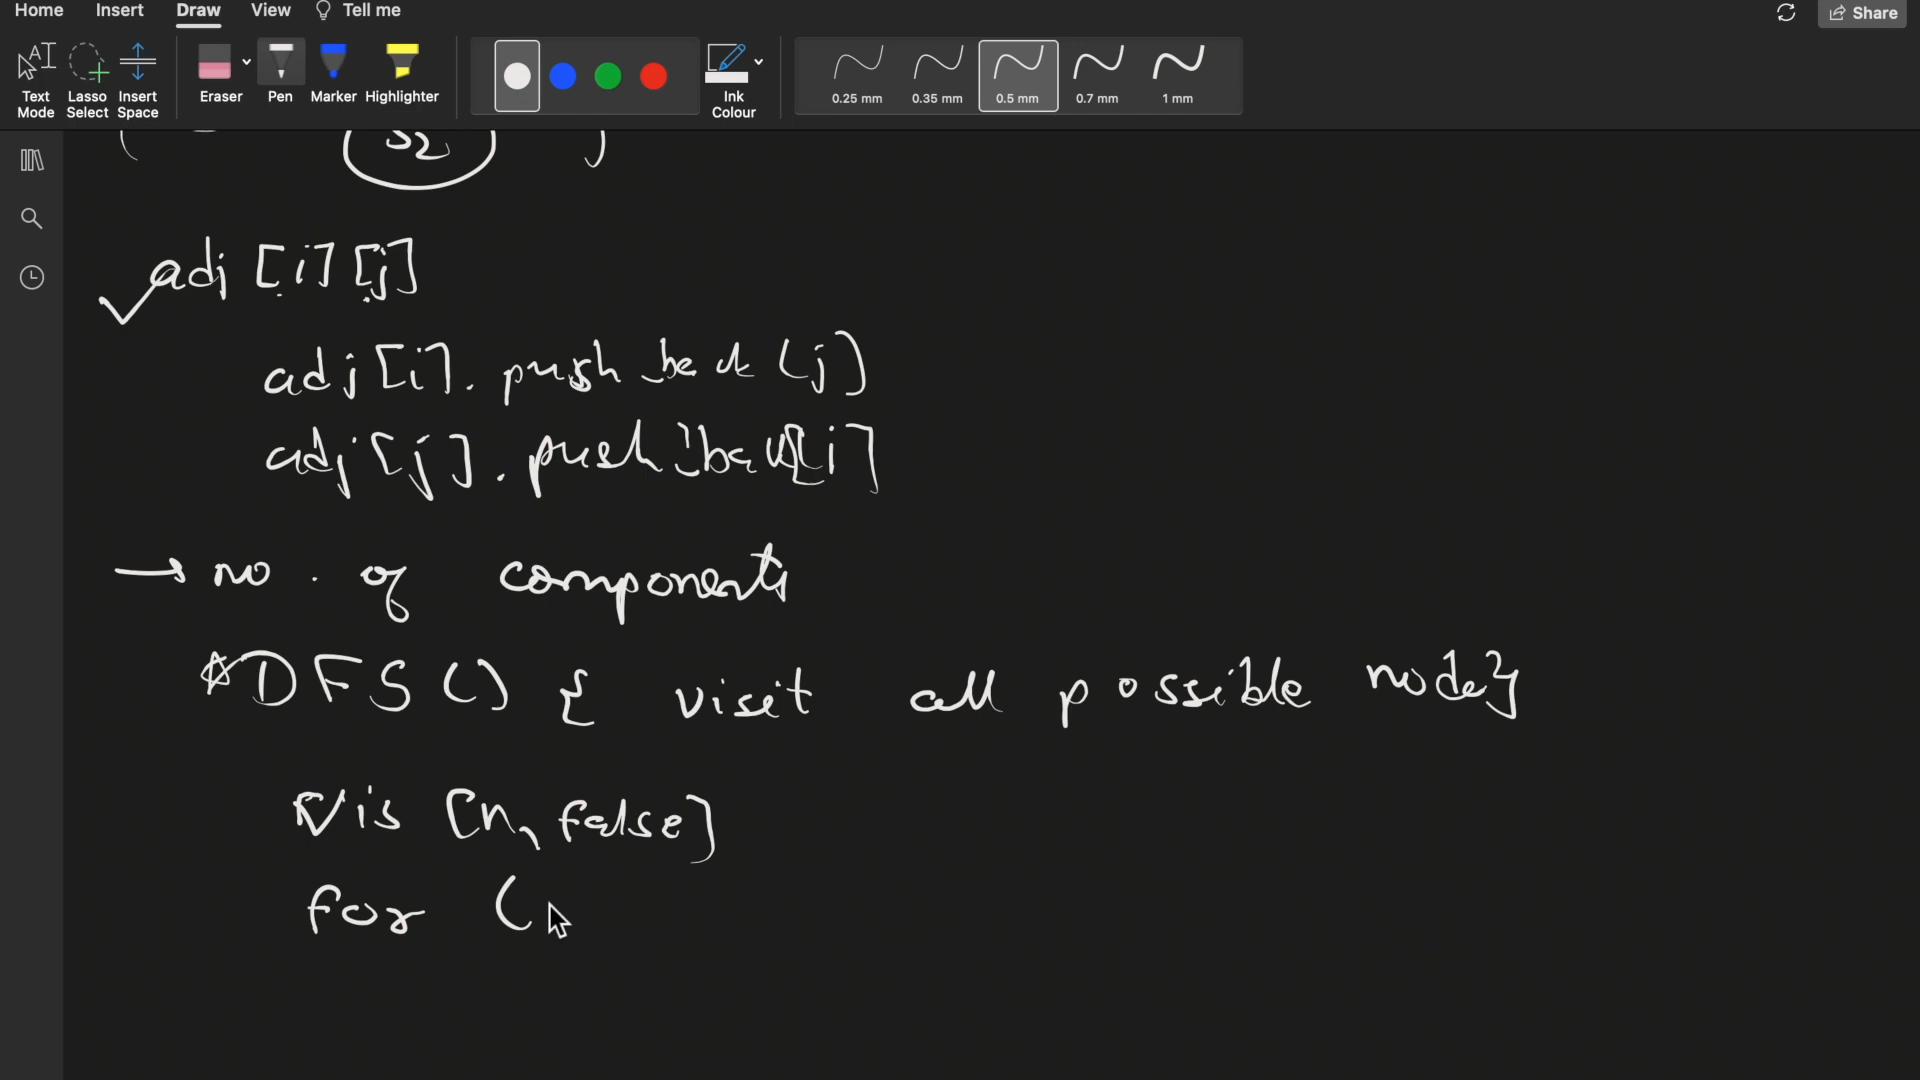 Home Insert Draw View Tell me Share
Text Mode
Lasso Select
Insert Space
Eraser
Pen
Marker
Highlighter
Ink Colour
0.25 mm 0.35 mm 0.5 mm 0.7 mm 1 mm
S2
adj [i] [j]
adj [i]. push_back (j)
adj [j]. push_back[i]
→ no. of components
*DFS() { visit all possible node}
Vis [n, false]
for (